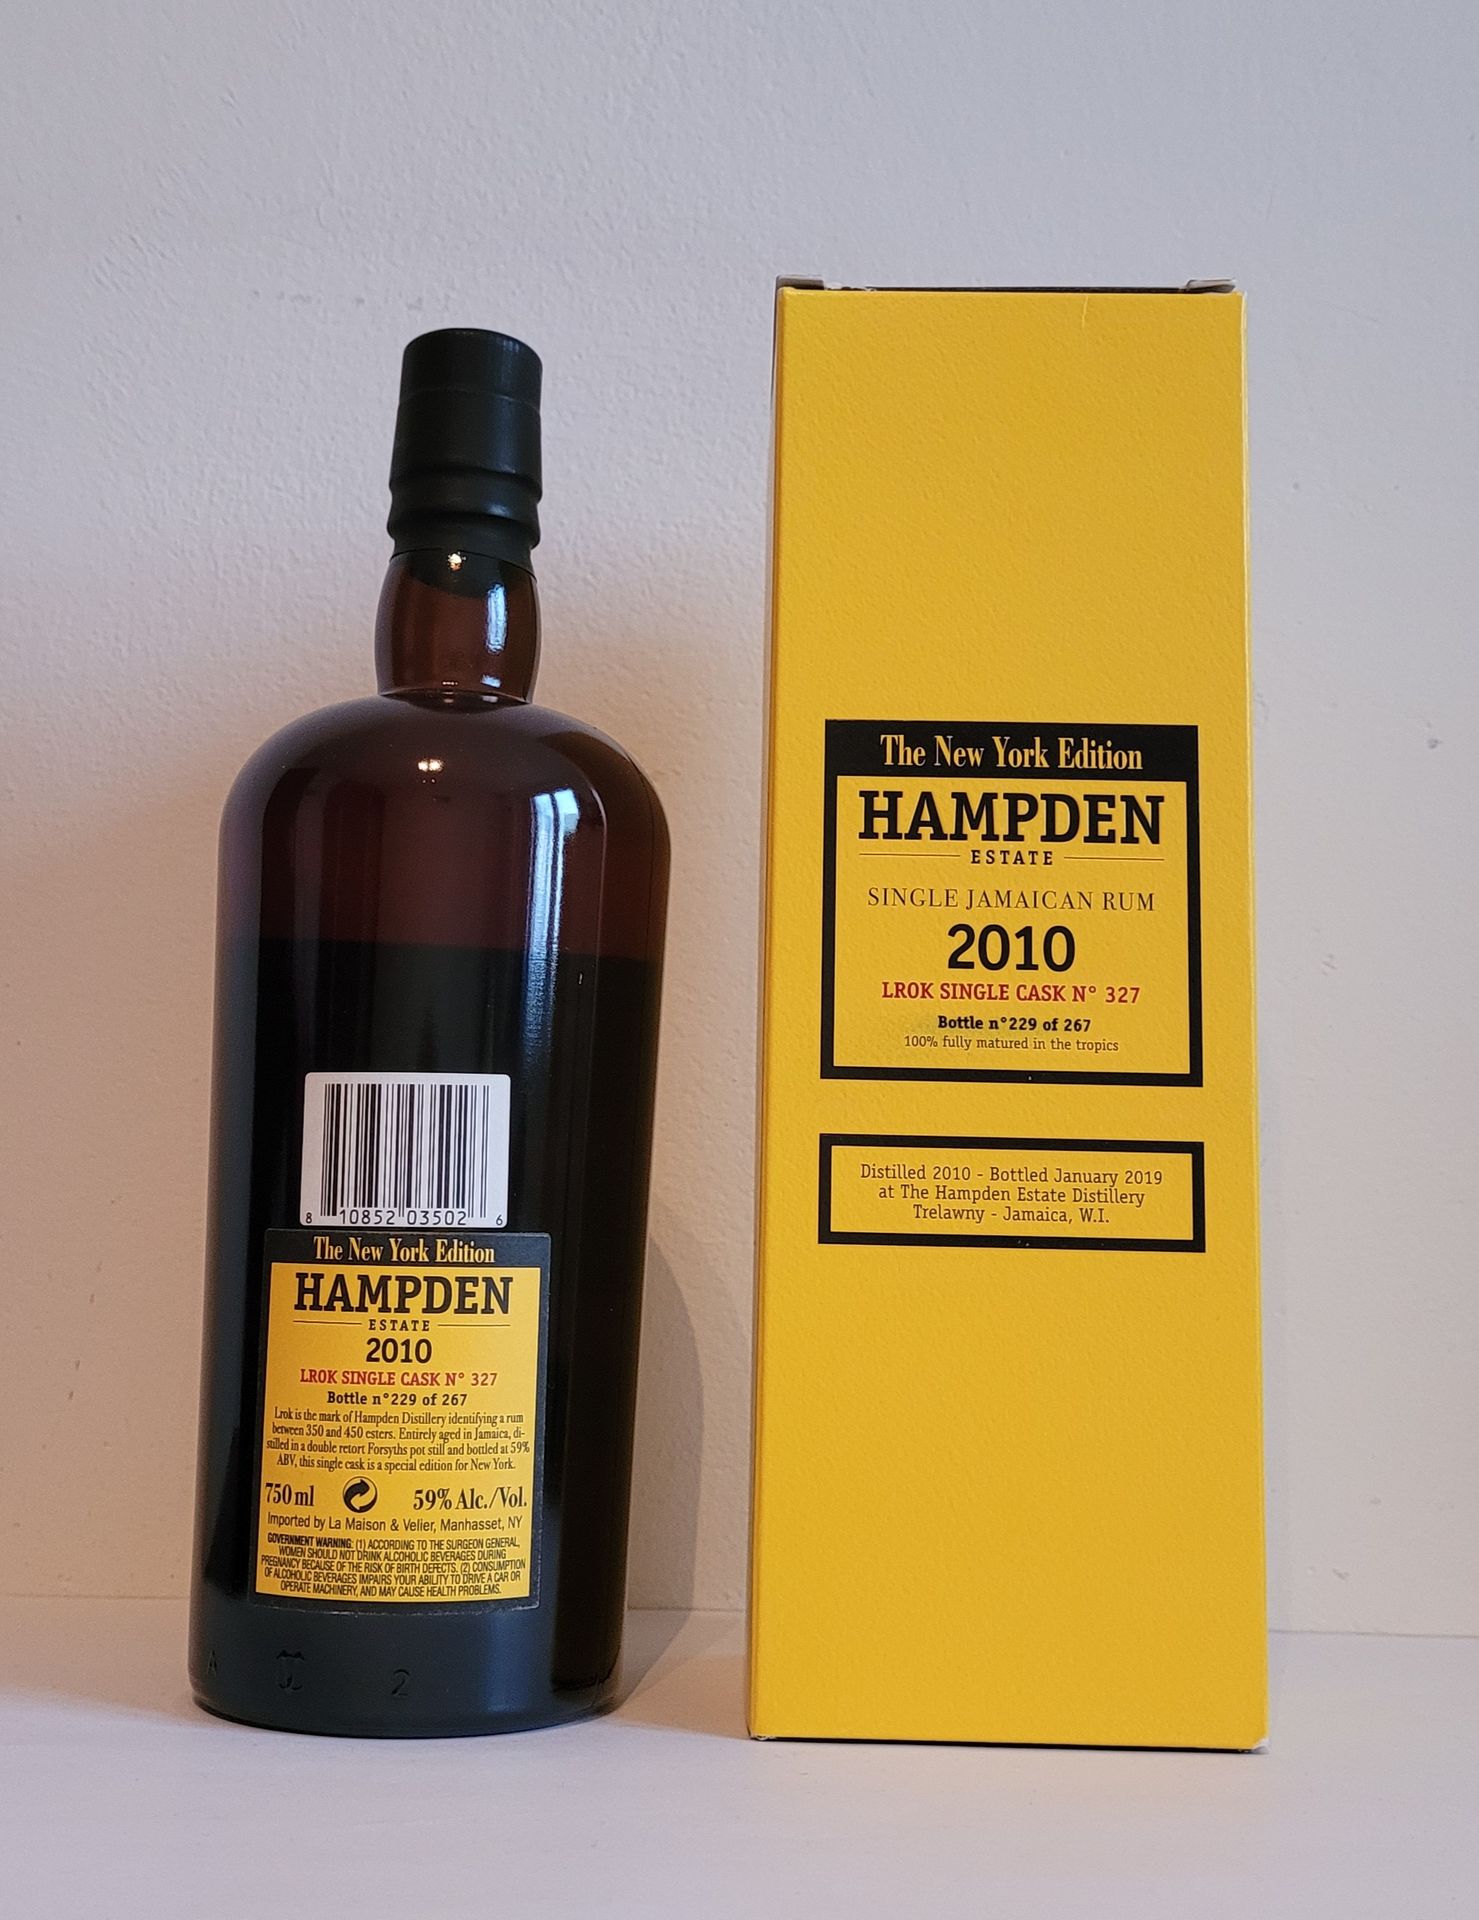 8 10852 03502 6
The New York Edition
HAMPDEN
ESTATE
2010
LROK SINGLE CASK N° 327
Bottle n°229 of 267
Lrok is the mark of Hampden Distillery identifying a rum
between 350 and 450 esters. Entirely aged in Jamaica, di-
stilled in a double retort Forsyths pot still and bottled at 59%
ABV, this single cask is a special edition for New York.
750 ml 59% Alc./Vol.
Imported by La Maison & Velier, Manhasset, NY
GOVERNMENT WARNING: (1) ACCORDING TO THE SURGEON GENERAL,
WOMEN SHOULD NOT DRINK ALCOHOLIC BEVERAGES DURING
PREGNANCY BECAUSE OF THE RISK OF BIRTH DEFECTS. (2) CONSUMPTION
OF ALCOHOLIC BEVERAGES IMPAIRS YOUR ABILITY TO DRIVE A CAR OR
OPERATE MACHINERY, AND MAY CAUSE HEALTH PROBLEMS.
A 2
The New York Edition
HAMPDEN
ESTATE
SINGLE JAMAICAN RUM
2010
LROK SINGLE CASK N° 327
Bottle n°229 of 267
100% fully matured in the tropics
Distilled 2010 - Bottled January 2019
at The Hampden Estate Distillery
Trelawny - Jamaica, W.I.